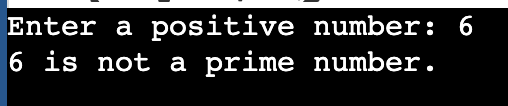 Enter a positive number: 6
6 is not a prime number.